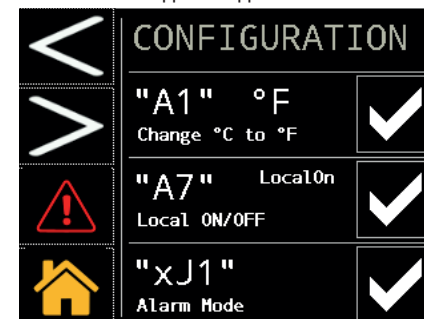 CONFIGURATION
"A1" °F
Change °C to °F
"A7" LocalOn
Local ON/OFF
"xJ1"
Alarm Mode